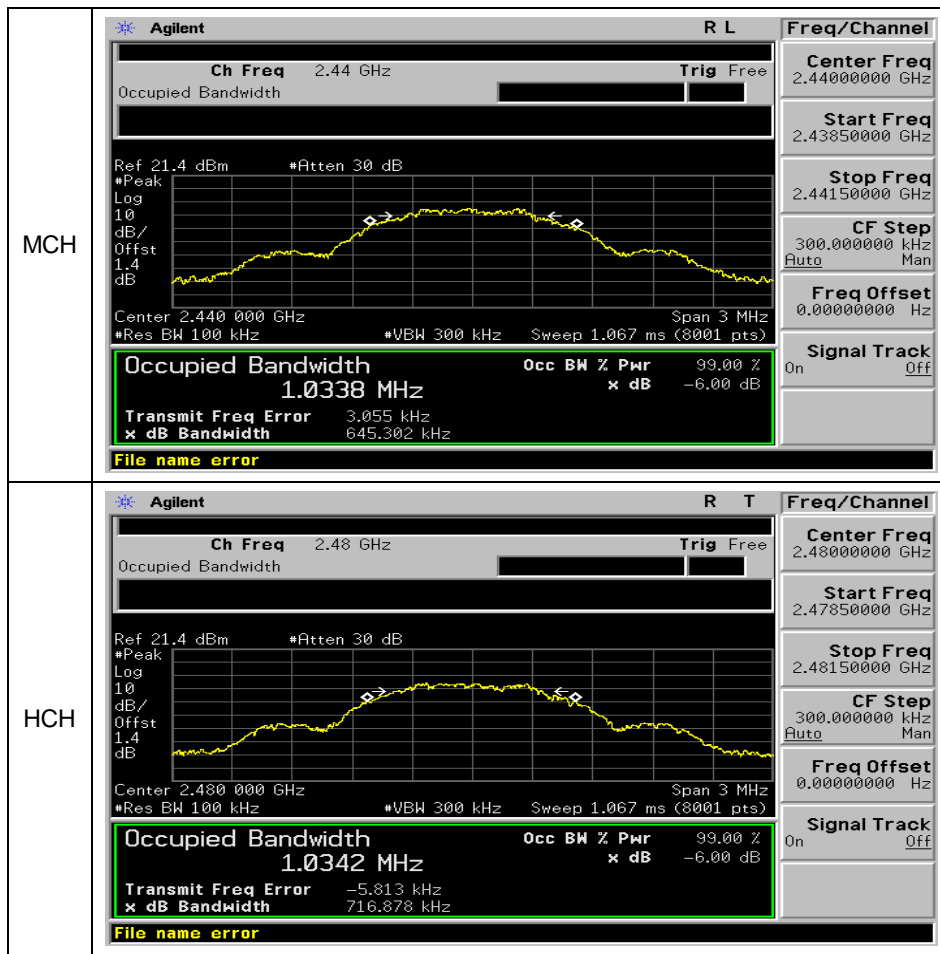 MCH
Agilent R L Freq/Channel
Ch Freq 2.44 GHz Trig Free
Occupied Bandwidth
Center Freq
2.44000000 GHz
Start Freq
2.43850000 GHz
Stop Freq
2.44150000 GHz
CF Step
300.000000 kHz
Auto Man
Freq Offset
0.00000000 Hz
Signal Track
On Off
Ref 21.4 dBm #Atten 30 dB
#Peak
Log
10
dB/
Offst
1.4
dB
Center 2.440 000 GHz Span 3 MHz
#Res BW 100 kHz #VBW 300 kHz Sweep 1.067 ms (8001 pts)
Occupied Bandwidth Occ BW % Pwr 99.00 %
1.0338 MHz x dB -6.00 dB
Transmit Freq Error 3.055 kHz
x dB Bandwidth 645.302 kHz
File name error
HCH
Agilent R T Freq/Channel
Ch Freq 2.48 GHz Trig Free
Occupied Bandwidth
Center Freq
2.48000000 GHz
Start Freq
2.47850000 GHz
Stop Freq
2.48150000 GHz
CF Step
300.000000 kHz
Auto Man
Freq Offset
0.00000000 Hz
Signal Track
On Off
Ref 21.4 dBm #Atten 30 dB
#Peak
Log
10
dB/
Offst
1.4
dB
Center 2.480 000 GHz Span 3 MHz
#Res BW 100 kHz #VBW 300 kHz Sweep 1.067 ms (8001 pts)
Occupied Bandwidth Occ BW % Pwr 99.00 %
1.0342 MHz x dB -6.00 dB
Transmit Freq Error -5.813 kHz
x dB Bandwidth 716.878 kHz
File name error